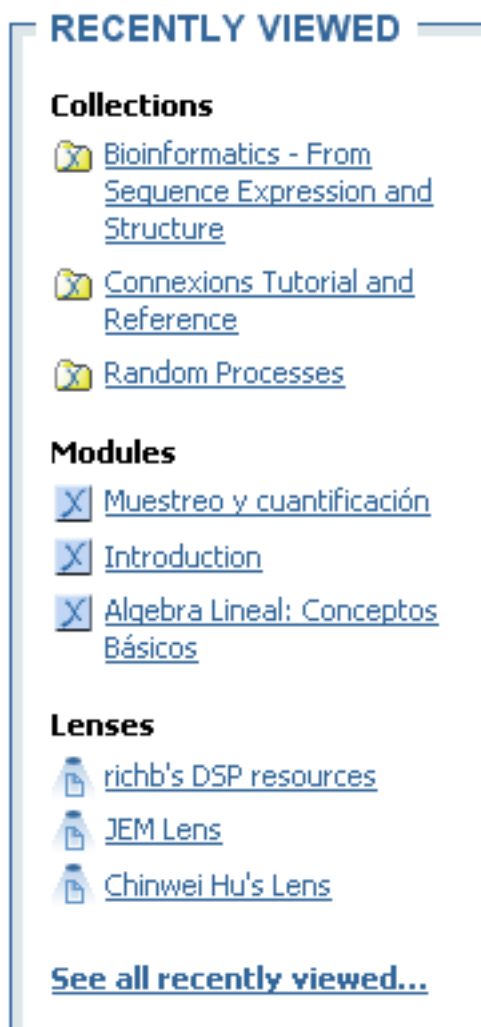 RECENTLY VIEWED
Collections
Bioinformatics - From
Sequence Expression and
Structure
Connexions Tutorial and
Reference
Random Processes
Modules
Muestreo y cuantificación
Introduction
Algebra Lineal: Conceptos
Básicos
Lenses
richb's DSP resources
JEM Lens
Chinwei Hu's Lens
See all recently viewed...